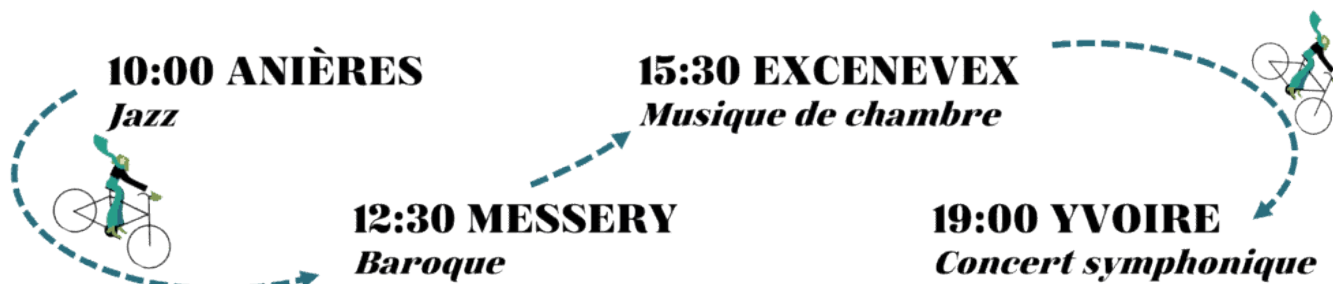 10:00 ANIÈRES
Jazz
12:30 MESSERY
Baroque
15:30 EXCENEVEX
Musique de chambre
19:00 YVOIRE
Concert symphonique